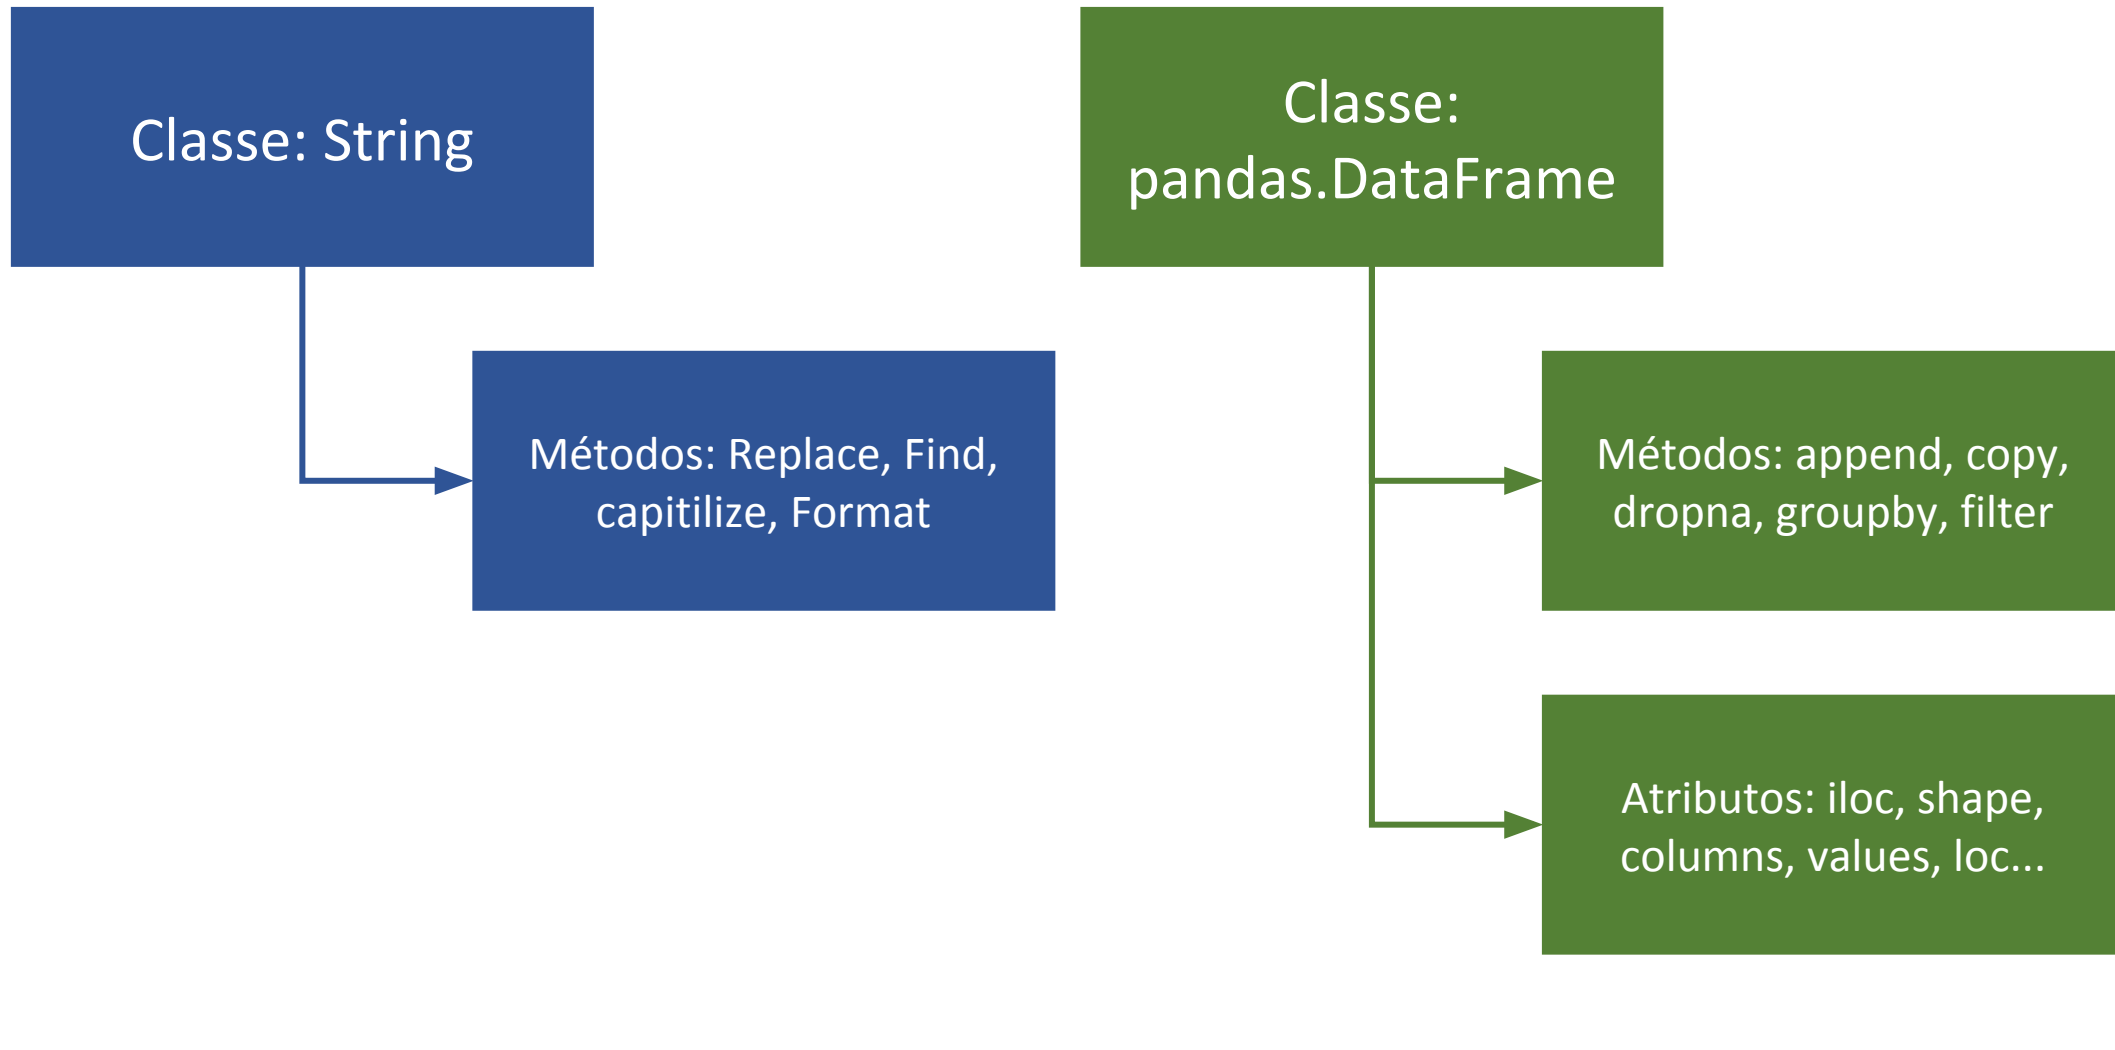 Classe: String
Métodos: Replace, Find,
capitilize, Format
Classe:
pandas.DataFrame
Métodos: append, copy,
dropna, groupby, filter
Atributos: iloc, shape,
columns, values, loc...